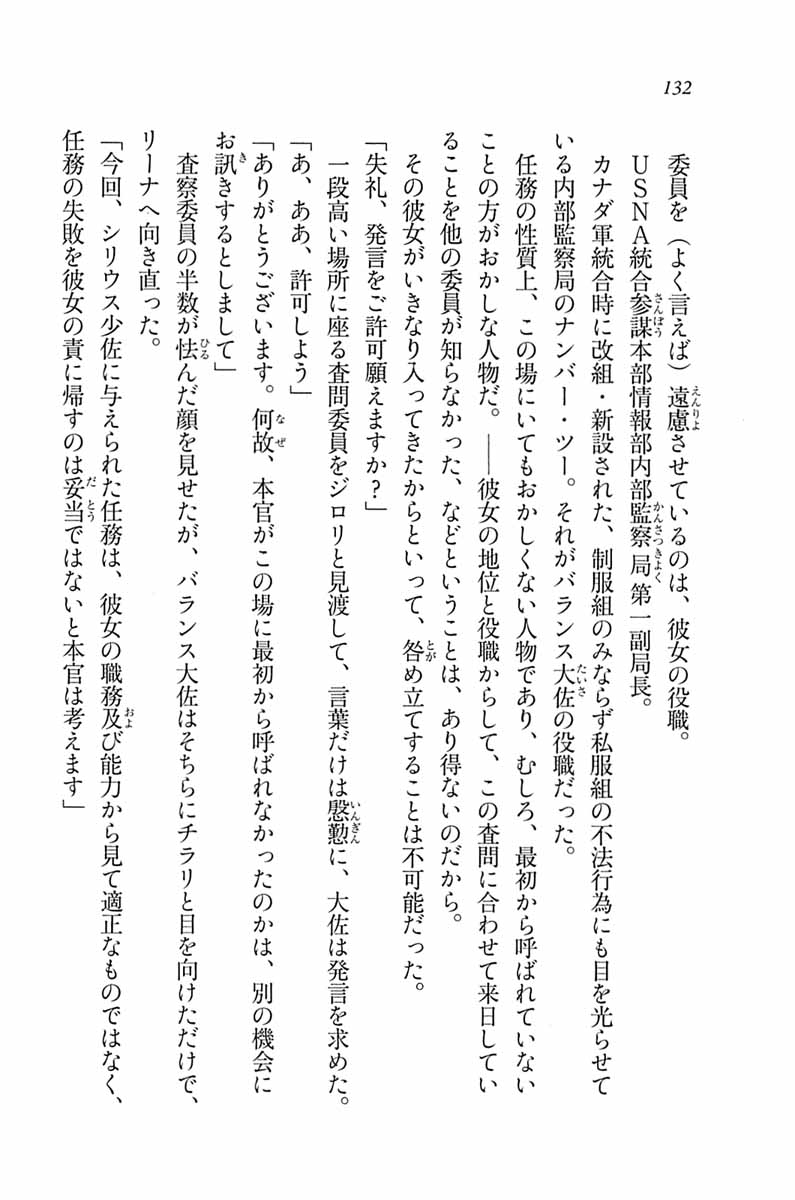 132
委員を（よく言えば）遠慮させているのは、彼女の役職。
ＵＳＮＡ統合参謀本部情報部内部監察局第一副局長。
カナダ軍統合時に改組・新設された、制服組のみならず私服組の不法行為にも目を光らせて
いる内部監察局のナンバー・ツー。それがバランス大佐の役職だった。
任務の性質上、この場にいてもおかしくない人物であり、むしろ、最初から呼ばれていない
ことの方がおかしな人物だ。――彼女の地位と役職からして、この査問に合わせて来日してい
ることを他の委員が知らなかった、などということは、あり得ないのだから。
その彼女がいきなり入ってきたからといって、咎め立てすることは不可能だった。
「失礼、発言をご許可願えますか？」
一段高い場所に座る査問委員をジロリと見渡して、言葉だけは慇懃に、大佐は発言を求めた。
「あ、ああ、許可しよう」
「ありがとうございます。何故、本官がこの場に最初から呼ばれなかったのかは、別の機会に
お訊きするとしまして」
査察委員の半数が怯んだ顔を見せたが、バランス大佐はそちらにチラリと目を向けただけで、
リーナへ向き直った。
「今回、シリウス少佐に与えられた任務は、彼女の職務及び能力から見て適正なものではなく、
任務の失敗を彼女の責に帰すのは妥当ではないと本官は考えます」